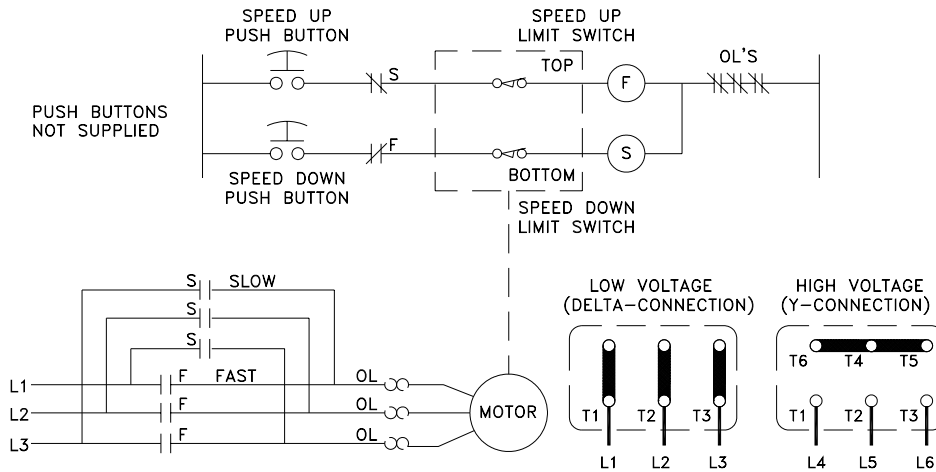 SPEED UP
PUSH BUTTON
SPEED UP
LIMIT SWITCH
TOP
OL'S
S
F
PUSH BUTTONS
NOT SUPPLIED
F
S
BOTTOM
SPEED DOWN
PUSH BUTTON
SPEED DOWN
LIMIT SWITCH
S SLOW
S
S
L1 F FAST OL
L2 F OL
L3 F OL
MOTOR
LOW VOLTAGE
(DELTA-CONNECTION)
T1 T2 T3
L1 L2 L3
HIGH VOLTAGE
(Y-CONNECTION)
T6 T4 T5
T1 T2 T3
L4 L5 L6